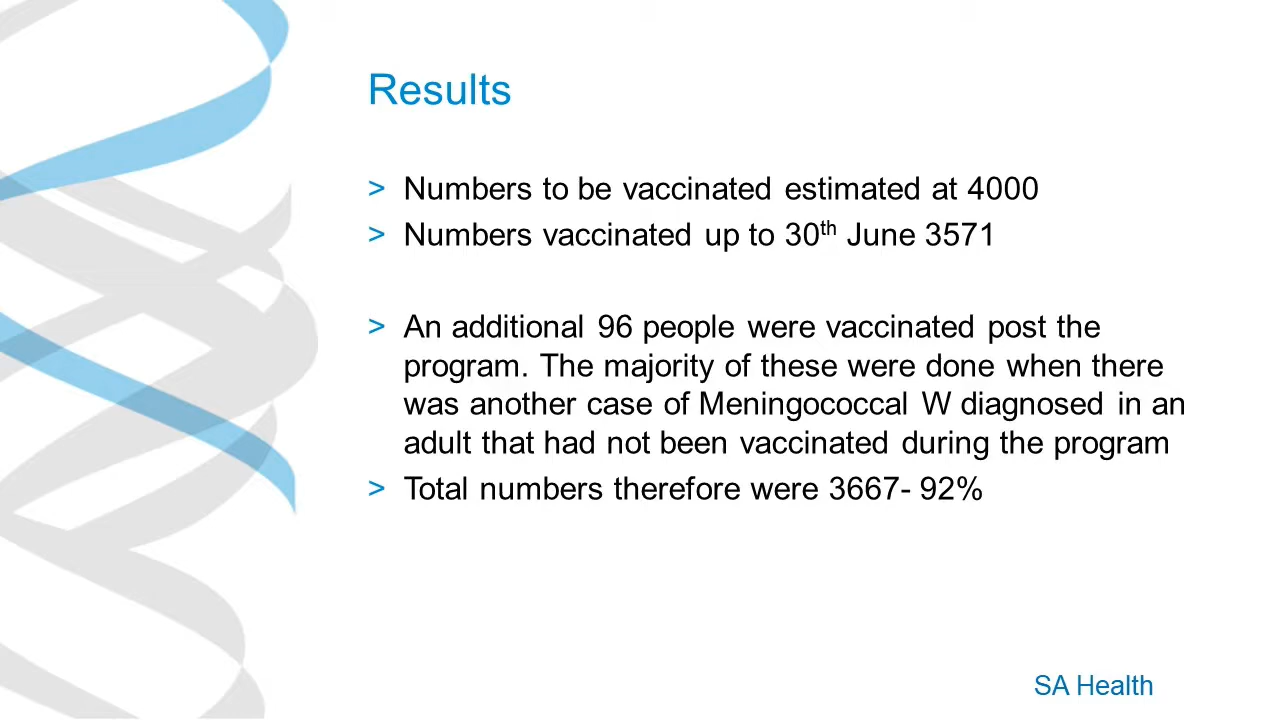 Results
> Numbers to be vaccinated estimated at 4000
> Numbers vaccinated up to 30th June 3571
> An additional 96 people were vaccinated post the
program. The majority of these were done when there
was another case of Meningococcal W diagnosed in an
adult that had not been vaccinated during the program
> Total numbers therefore were 3667- 92%
SA Health